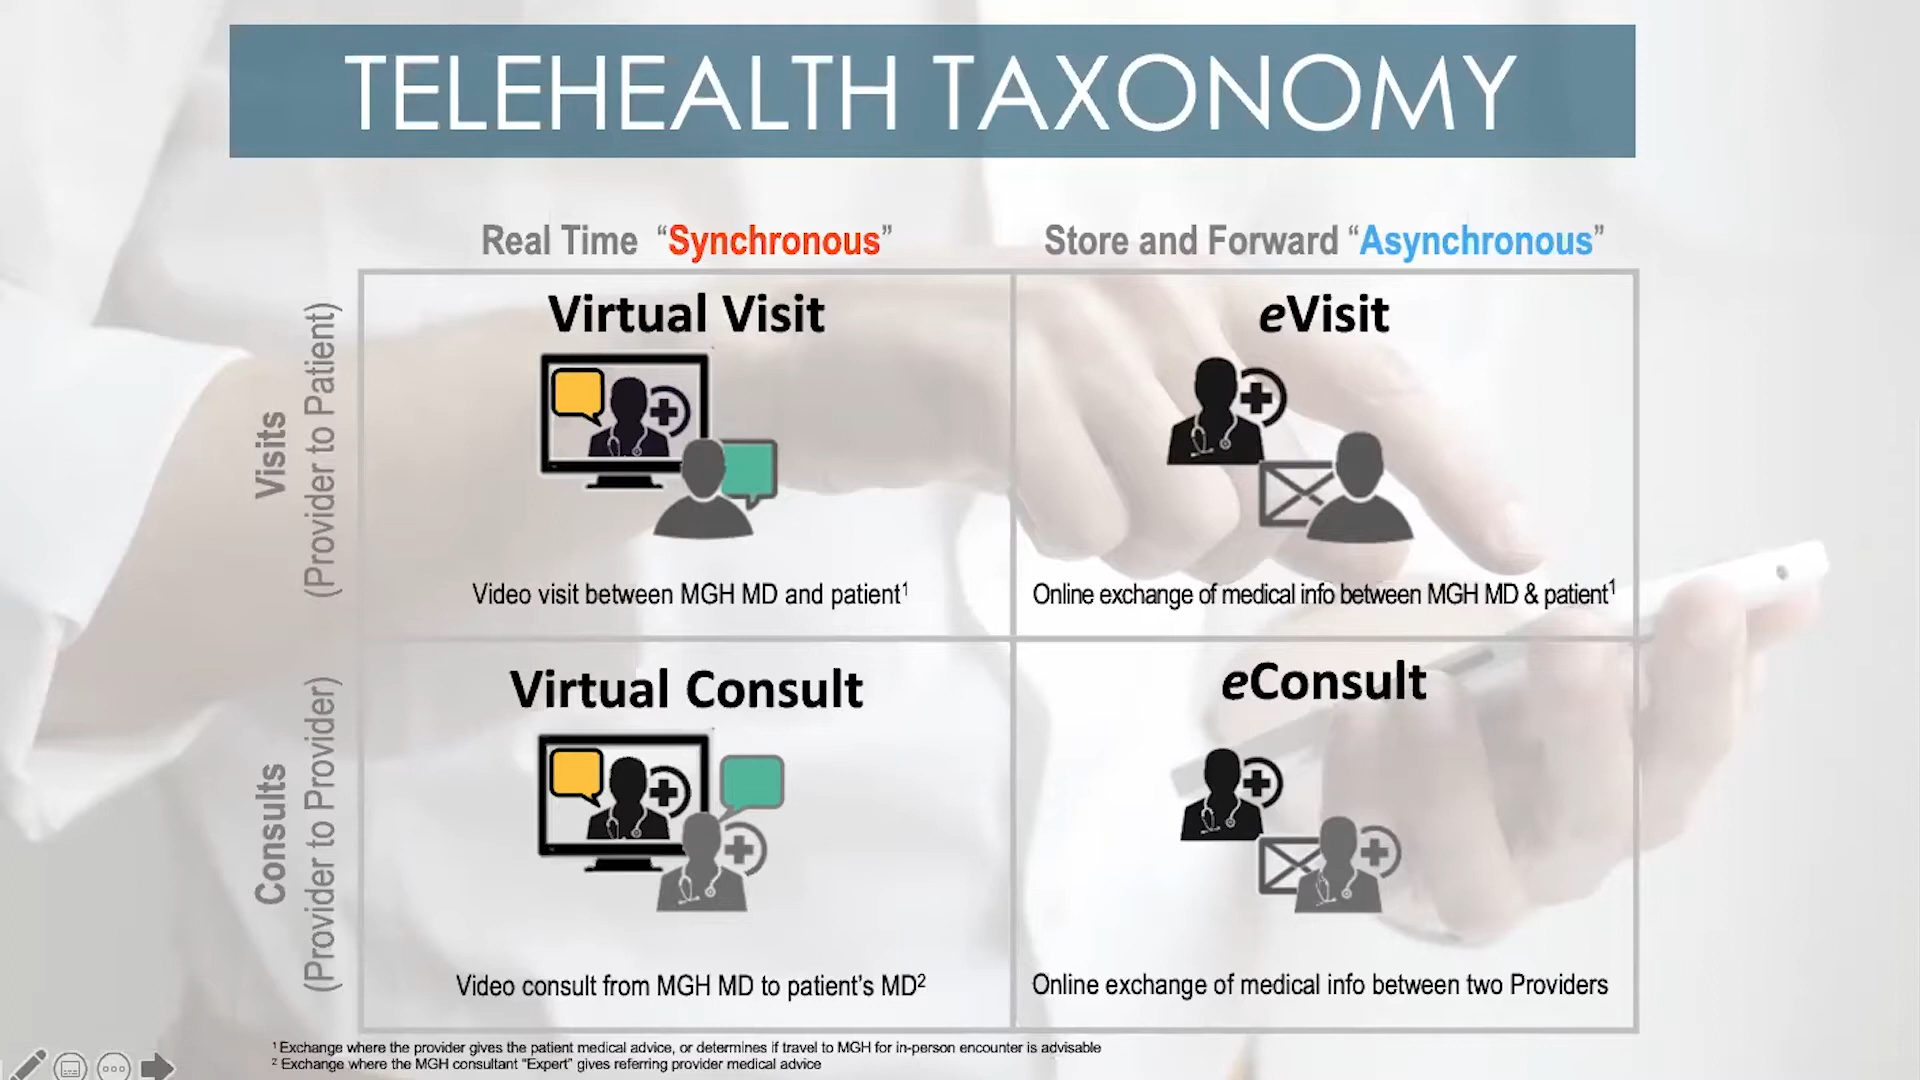 TELEHEALTH TAXONOMY
Real Time “Synchronous”
Store and Forward “Asynchronous”
Visits
(Provider to Patient)
Virtual Visit
Video visit between MGH MD and patient¹
eVisit
Online exchange of medical info between MGH MD & patient¹
Consults
(Provider to Provider)
Virtual Consult
Video consult from MGH MD to patient’s MD²
eConsult
Online exchange of medical info between two Providers
¹ Exchange where the provider gives the patient medical advice, or determines if travel to MGH for in-person encounter is advisable
² Exchange where the MGH consultant “Expert” gives referring provider medical advice